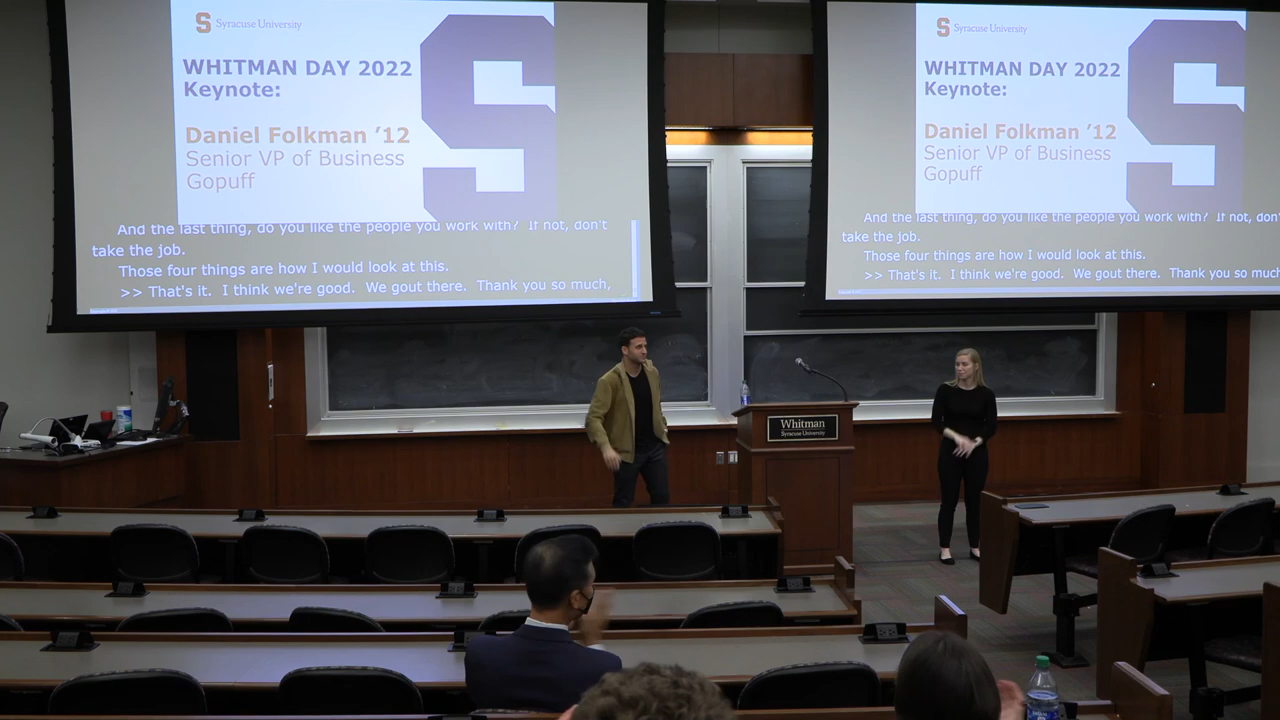 Syracuse University
WHITMAN DAY 2022
Keynote:
Daniel Folkman ’12
Senior VP of Business
Gopuff
And the last thing, do you like the people you work with? If not, don't
take the job.
Those four things are how I would look at this.
>> That's it. I think we're good. We gout there. Thank you so much,
Syracuse University
WHITMAN DAY 2022
Keynote:
Daniel Folkman ’12
Senior VP of Business
Gopuff
And the last thing, do you like the people you work with? If not, don't
take the job.
Those four things are how I would look at this.
>> That's it. I think we're good. We gout there. Thank you so much
Whitman
Syracuse University